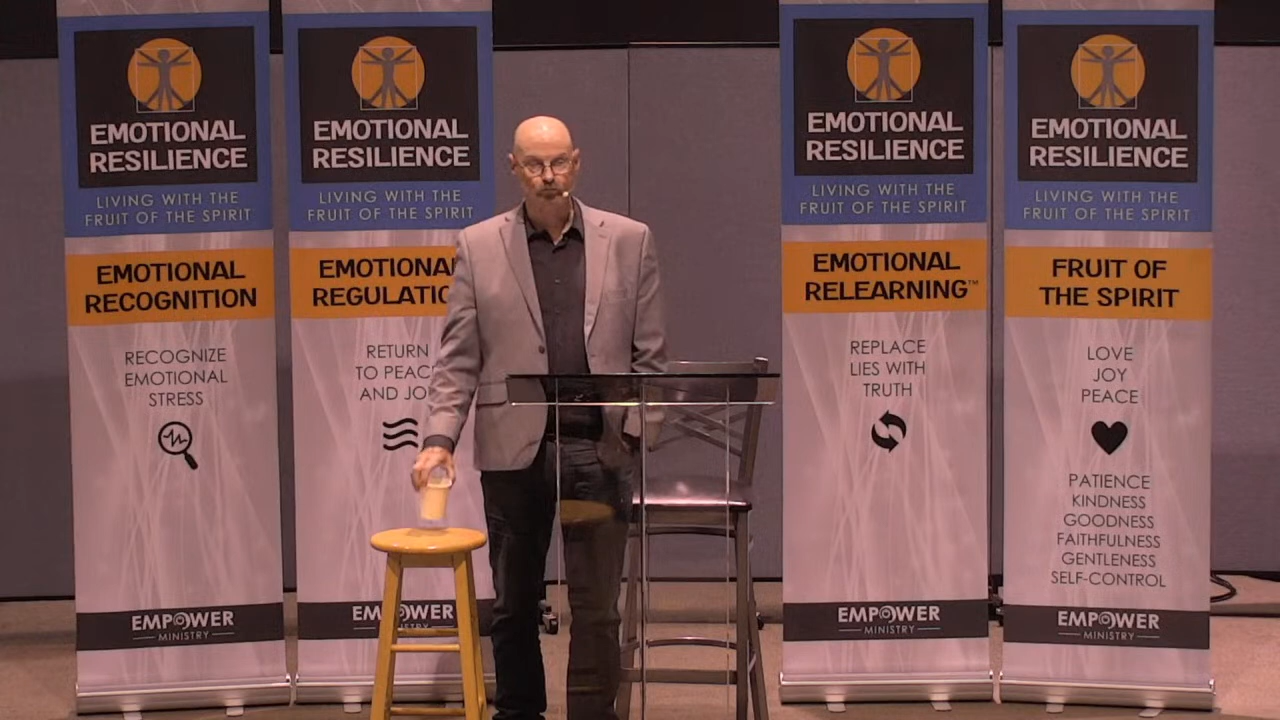 EMOTIONAL
RESILIENCE
LIVING WITH THE
FRUIT OF THE SPIRIT
EMOTIONAL
RECOGNITION
RECOGNIZE
EMOTIONAL
STRESS
EMPOWER
MINISTRY
EMOTIONAL
RESILIENCE
LIVING WITH THE
FRUIT OF THE SPIRIT
EMOTIONA
REGULATIO
RETURN
TO PEAC
AND JO
EMPOWER
MINISTRY
EMOTIONAL
RESILIENCE
LIVING WITH THE
FRUIT OF THE SPIRIT
EMOTIONAL
RELEARNING™
REPLACE
LIES WITH
TRUTH
EMPOWER
MINISTRY
EMOTIONAL
RESILIENCE
LIVING WITH THE
FRUIT OF THE SPIRIT
FRUIT OF
THE SPIRIT
LOVE
JOY
PEACE
PATIENCE
KINDNESS
GOODNESS
FAITHFULNESS
GENTLENESS
SELF-CONTROL
EMPOWER
MINISTRY